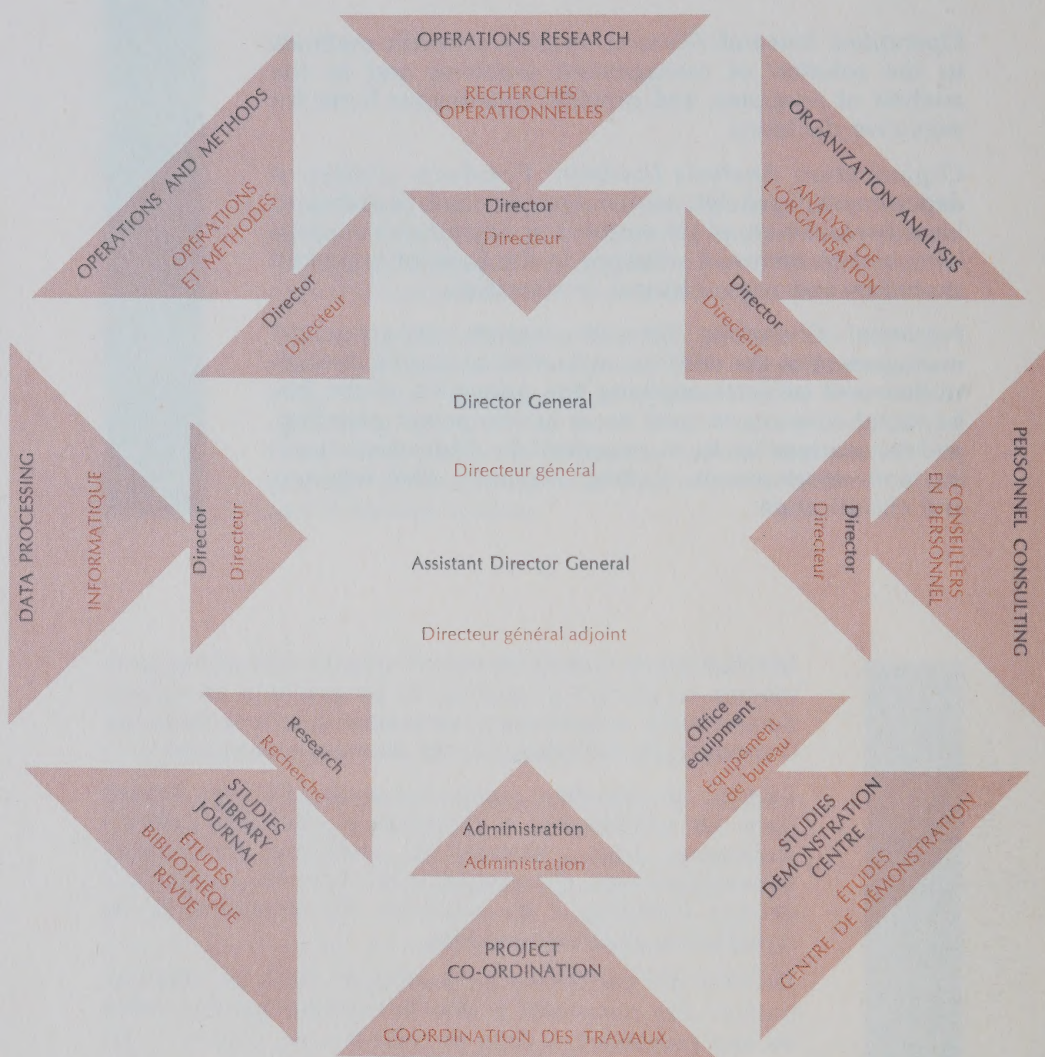 OPERATIONS RESEARCH
RECHERCHES
OPÉRATIONNELLES
Director
Directeur
OPERATIONS AND METHODS
OPÉRATIONS
ET MÉTHODES
Director
Directeur
ORGANIZATION ANALYSIS
ANALYSE DE
L'ORGANISATION
Director
Directeur
Director General
Directeur général
Assistant Director General
Directeur général adjoint
DATA PROCESSING
INFORMATIQUE
Director
Directeur
PERSONNEL CONSULTING
CONSEILLERS
EN PERSONNEL
Director
Directeur
Research
Recherche
STUDIES
LIBRARY
JOURNAL
ÉTUDES
BIBLIOTHÈQUE
REVUE
Administration
Administration
PROJECT
CO-ORDINATION
COORDINATION DES TRAVAUX
Office
equipment
Équipement
de bureau
STUDIES
DEMONSTRATION
CENTRE
ÉTUDES
CENTRE DE DÉMONSTRATION